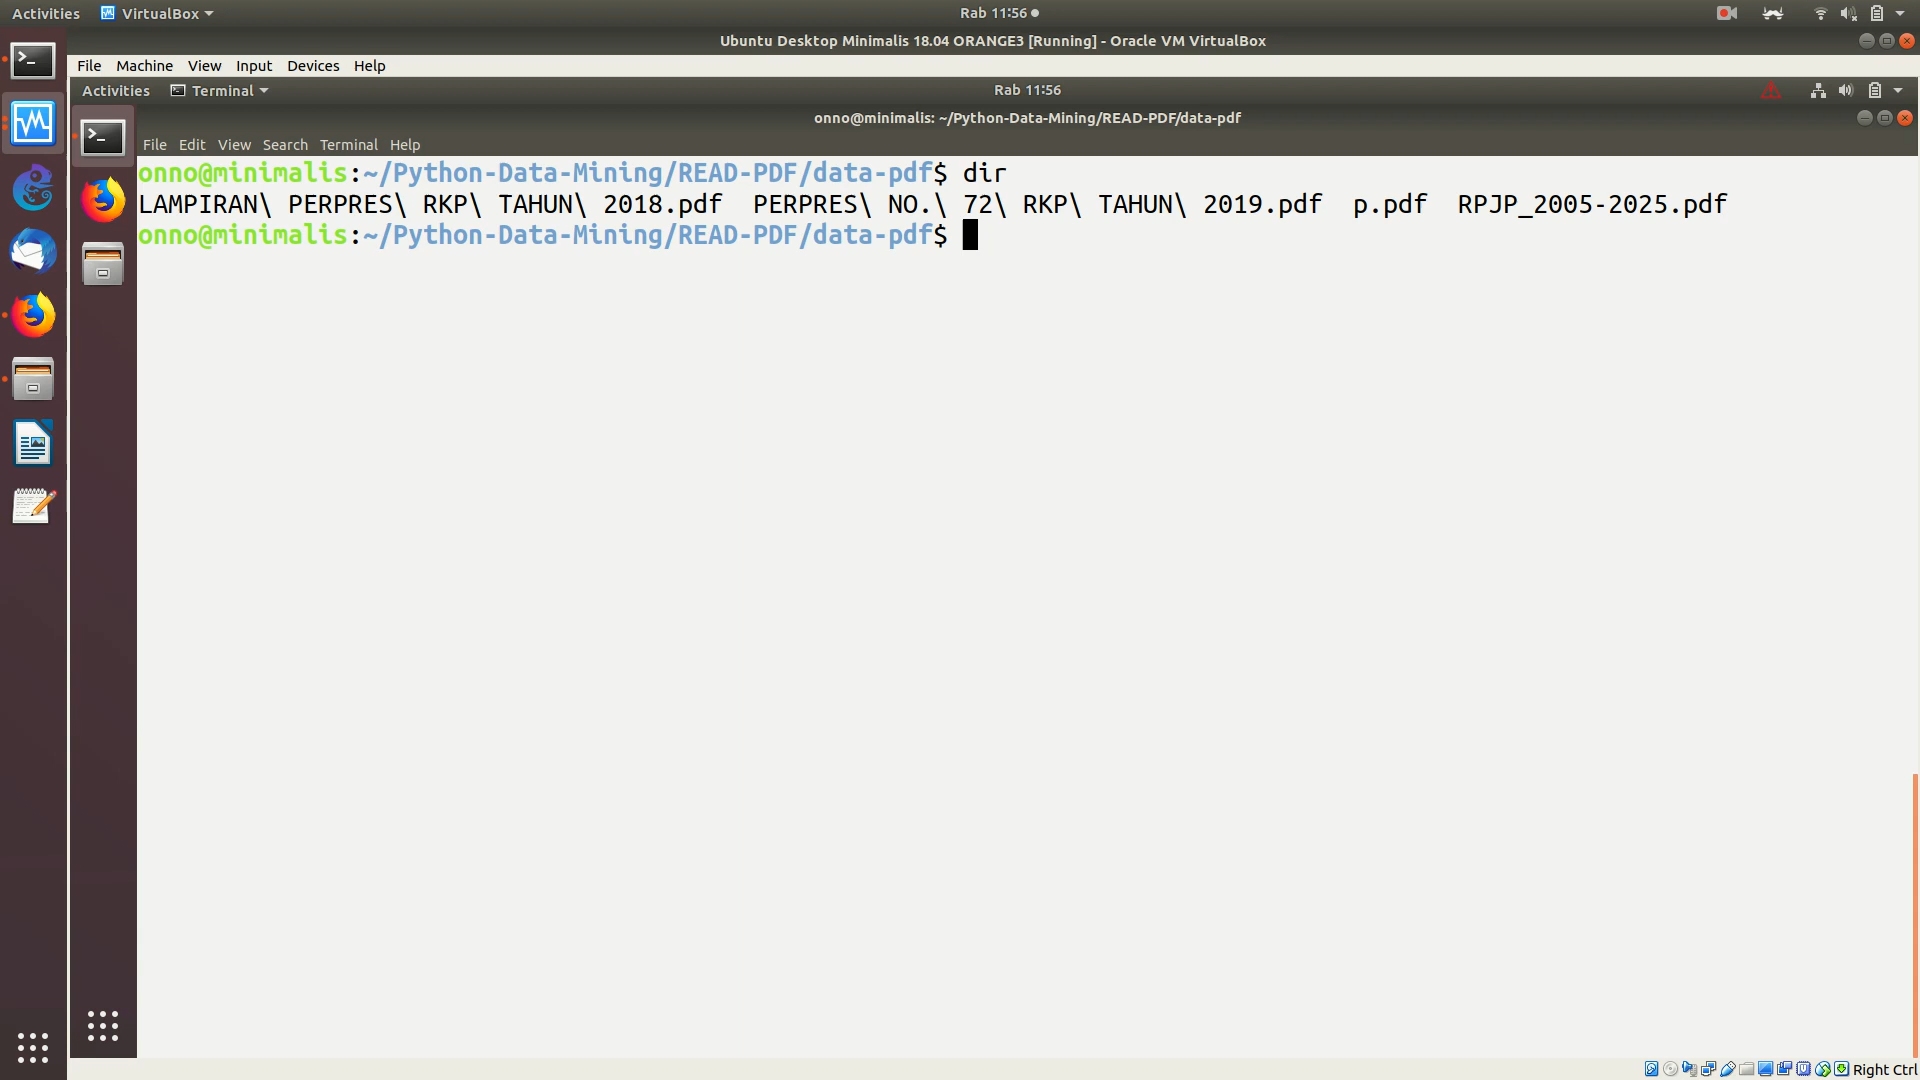 Activities VirtualBox Rab 11:56
Ubuntu Desktop Minimalis 18.04 ORANGE3 [Running] - Oracle VM VirtualBox
File Machine View Input Devices Help
Activities Terminal Rab 11:56
onno@minimalis: ~/Python-Data-Mining/READ-PDF/data-pdf
File Edit View Search Terminal Help
onno@minimalis:~/Python-Data-Mining/READ-PDF/data-pdf$ dir
LAMPIRAN\ PERPRES\ RKP\ TAHUN\ 2018.pdf  PERPRES\ NO.\ 72\ RKP\ TAHUN\ 2019.pdf  p.pdf  RPJP_2005-2025.pdf
onno@minimalis:~/Python-Data-Mining/READ-PDF/data-pdf$
Right Ctrl